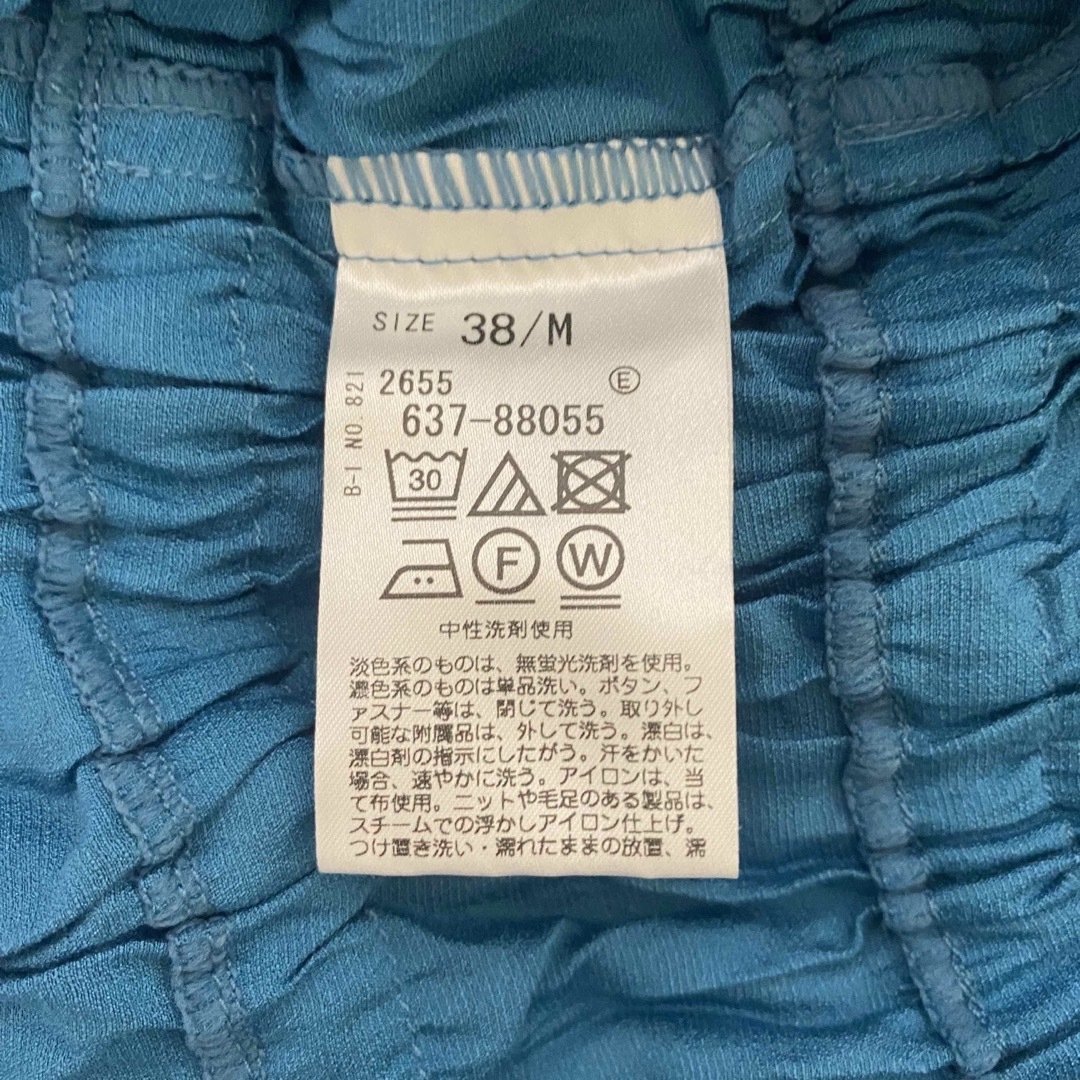 SIZE 38/M
B-I NO.821
2655 E
637-88055
30
F W
中性洗剤使用
淡色系のものは、無蛍光洗剤を使用。
濃色系のものは単品洗い。ボタン、フ
ァスナー等は、閉じて洗う。取り外し
可能な附属品は、外して洗う。漂白は、
漂白剤の指示にしたがう。汗をかいた
場合、速やかに洗う。アイロンは、当
て布使用。ニットや毛足のある製品は、
スチームでの浮かしアイロン仕上げ。
つけ置き洗い・濡れたままの放置、濡